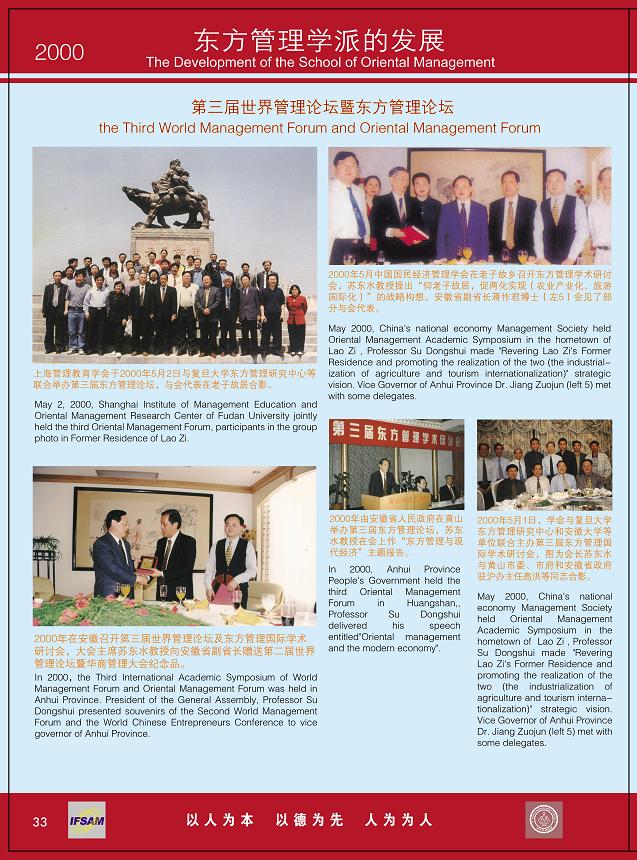 2000
东方管理学派的发展
The Development of the School of Oriental Management
第三届世界管理论坛暨东方管理论坛
the Third World Management Forum and Oriental Management Forum
上海管理教育学会于2000年5月2日与复旦大学东方管理研究中心等
联合举办第三届东方管理论坛，与会代表在老子故居合影。
May 2, 2000, Shanghai Institute of Management Education and
Oriental Management Research Center of Fudan University jointly
held the third Oriental Management Forum, participants in the group
photo in Former Residence of Lao Zi.
2000年5月中国国民经济管理学会在老子故乡召开东方管理学术研讨
会，苏东水教授提出“仰老子故居，促两化实现（农业产业化、旅游
国际化）”的战略构想。安徽省副省长蒋作君博士（左5）会见了部
分与会代表。
May 2000, China's national economy Management Society held
Oriental Management Academic Symposium in the hometown of
Lao Zi , Professor Su Dongshui made "Revering Lao Zi's Former
Residence and promoting the realization of the two (the industrial-
ization of agriculture and tourism internationalization)" strategic
vision. Vice Governor of Anhui Province Dr. Jiang Zuojun (left 5) met
with some delegates.
第三届东方管理学术研讨会
2000年由安徽省人民政府在黄山
举办第三届东方管理论坛，苏东
水教授在会上作“东方管理与现
代经济”主题报告。
In 2000, Anhui Province
People's Government held the
third Oriental Management
Forum in Huangshan,,
Professor Su Dongshui
delivered his speech
entitled"Oriental management
and the modern economy".
2000年5月1日，学会与复旦大学
东方管理研究中心和安徽大学等
单位联合主办第三届东方管理国
际学术研讨会，图为会长苏东水
与黄山市委、市府和安徽省政府
驻沪办主任高洪等同志合影。
May 2000, China's national
economy Management Society
held Oriental Management
Academic Symposium in the
hometown of Lao Zi , Professor
Su Dongshui made "Revering
Lao Zi's Former Residence and
promoting the realization of the
two (the industrialization of
agriculture and tourism interna-
tionalization)" strategic vision.
Vice Governor of Anhui Province
Dr. Jiang Zuojun (left 5) met with
some delegates.
2000年在安徽召开第三届世界管理论坛及东方管理国际学术
研讨会，大会主席苏东水教授向安徽省副省长赠送第二届世界
管理论坛暨华商管理大会纪念品。
In 2000, the Third International Academic Symposium of World
Management Forum and Oriental Management Forum was held in
Anhui Province. President of the General Assembly, Professor Su
Dongshui presented souvenirs of the Second World Management
Forum and the World Chinese Entrepreneurs Conference to vice
governor of Anhui Province.
33
IFSAM
以人为本 以德为先 人为为人